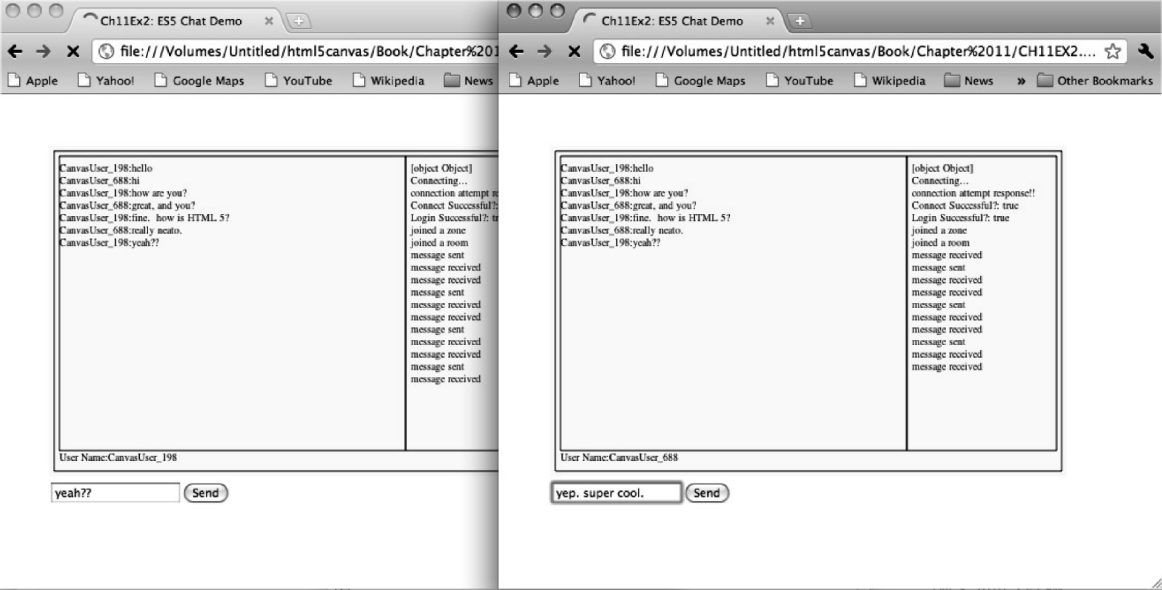 Ch11Ex2: ES5 Chat Demo
file:///Volumes/Untitled/html5canvas/Book/Chapter%201
Apple Yahoo! Google Maps YouTube Wikipedia News
CanvasUser_198:hello
CanvasUser_688:hi
CanvasUser_198:how are you?
CanvasUser_688:great, and you?
CanvasUser_198:fine.  how is HTML 5?
CanvasUser_688:really neato.
CanvasUser_198:yeah??
[object Object]
Connecting...
connection attempt re
Connect Successful?:
Login Successful?: tr
joined a zone
joined a room
message sent
message received
message received
message sent
message received
message received
message sent
message received
message received
message sent
message received
User Name:CanvasUser_198
yeah?? Send
Ch11Ex2: ES5 Chat Demo
file:///Volumes/Untitled/html5canvas/Book/Chapter%2011/CH11EX2....
Apple Yahoo! Google Maps YouTube Wikipedia News » Other Bookmarks
CanvasUser_198:hello
CanvasUser_688:hi
CanvasUser_198:how are you?
CanvasUser_688:great, and you?
CanvasUser_198:fine.  how is HTML 5?
CanvasUser_688:really neato.
CanvasUser_198:yeah??
[object Object]
Connecting...
connection attempt response!!
Connect Successful?: true
Login Successful?: true
joined a zone
joined a room
message received
message sent
message received
message received
message sent
message received
message received
message sent
message received
message received
User Name:CanvasUser_688
yep. super cool. Send